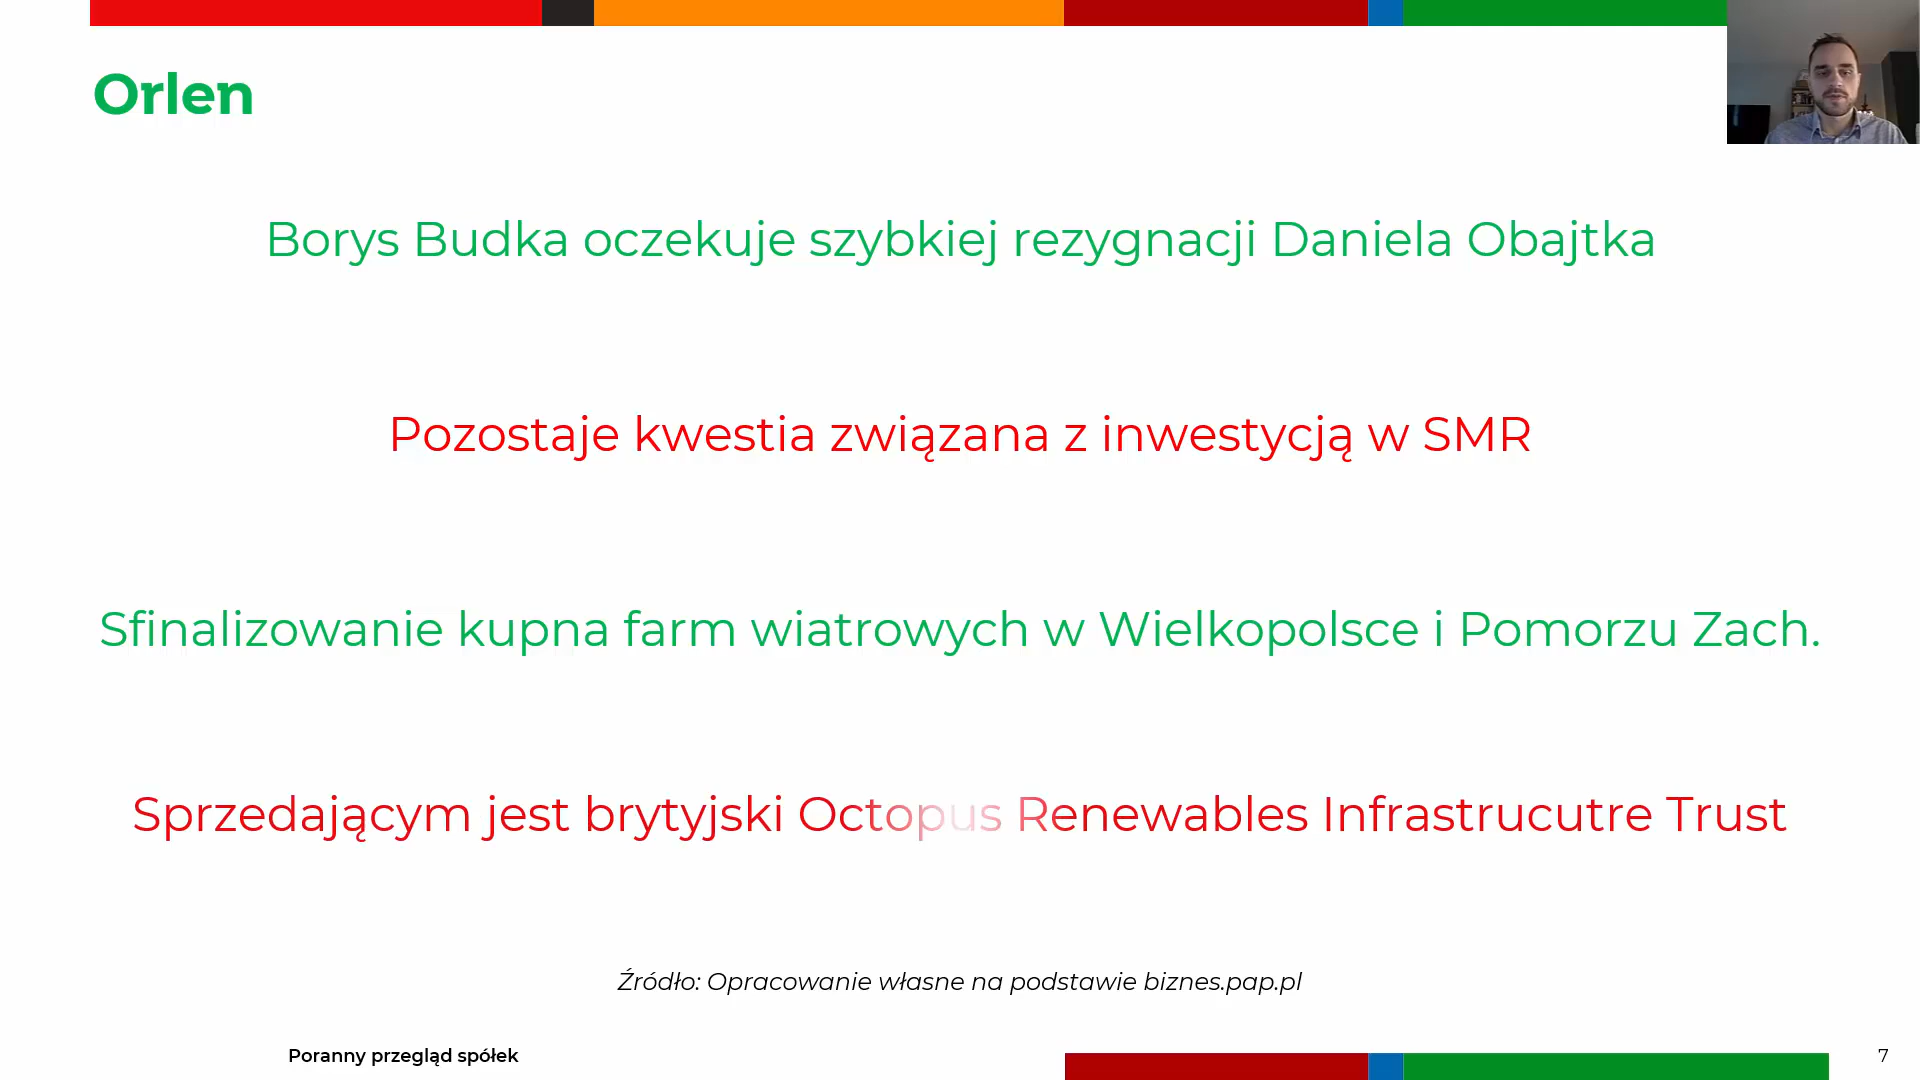 Orlen
Borys Budka oczekuje szybkiej rezygnacji Daniela Obajtka
Pozostaje kwestia związana z inwestycją w SMR
Sfinalizowanie kupna farm wiatrowych w Wielkopolsce i Pomorzu Zach.
Sprzedającym jest brytyjski Octopus Renewables Infrastrucutre Trust
Źródło: Opracowanie własne na podstawie biznes.pap.pl
Poranny przegląd spółek
7